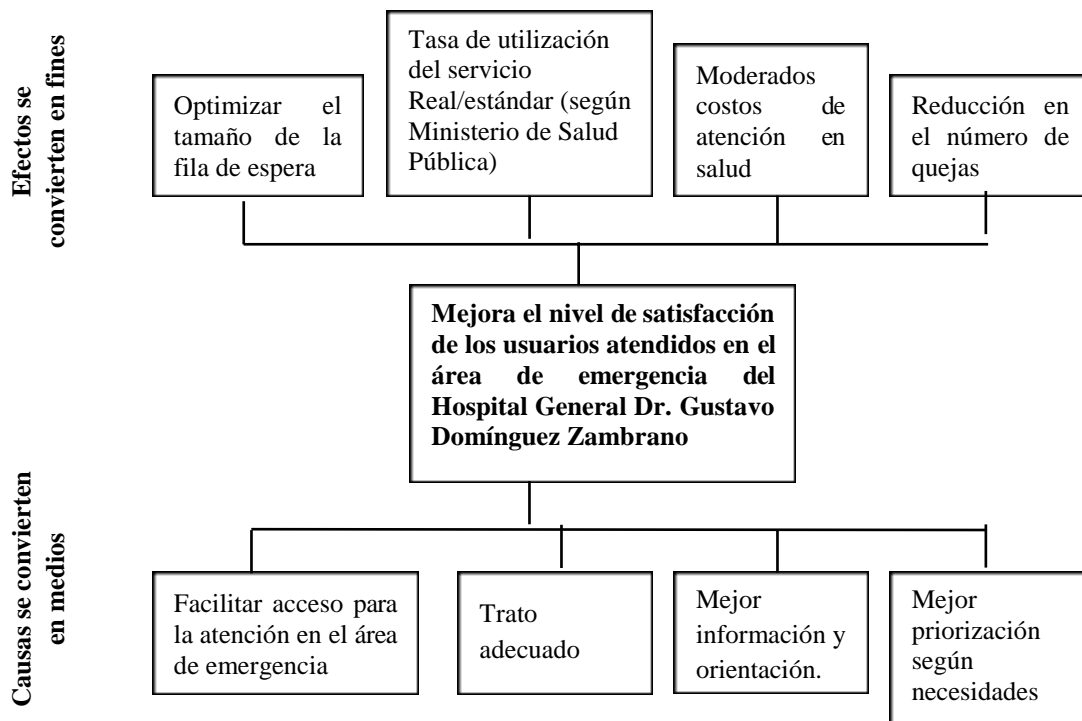 Efectos se
convierten en fines
Optimizar el
tamaño de la
fila de espera
Tasa de utilización
del servicio
Real/estándar (según
Ministerio de Salud
Pública)
Moderados
costos de
atención en
salud
Reducción en
el número de
quejas
Mejora el nivel de satisfacción
de los usuarios atendidos en el
área de emergencia del
Hospital General Dr. Gustavo
Domínguez Zambrano
Causas se convierten
en medios
Facilitar acceso para
la atención en el área
de emergencia
Trato
adecuado
Mejor
información y
orientación.
Mejor
priorización
según
necesidades